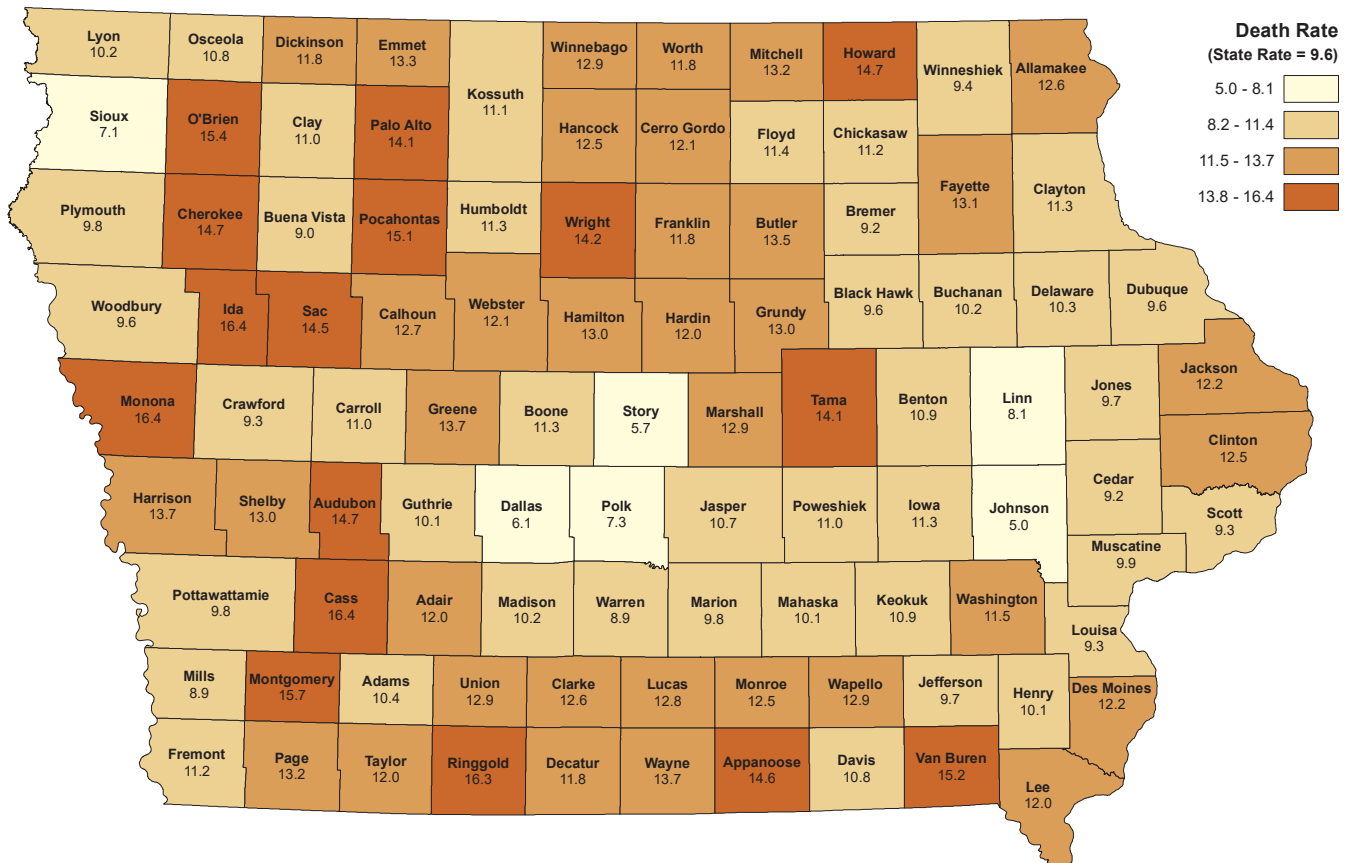 Death Rate
(State Rate = 9.6)
5.0 - 8.1
8.2 - 11.4
11.5 - 13.7
13.8 - 16.4
Lyon
10.2
Osceola
10.8
Dickinson
11.8
Emmet
13.3
Kossuth
11.1
Winnebago
12.9
Worth
11.8
Mitchell
13.2
Howard
14.7
Winneshiek
9.4
Allamakee
12.6
Sioux
7.1
O'Brien
15.4
Clay
11.0
Palo Alto
14.1
Hancock
12.5
Cerro Gordo
12.1
Floyd
11.4
Chickasaw
11.2
Fayette
13.1
Clayton
11.3
Plymouth
9.8
Cherokee
14.7
Buena Vista
9.0
Pocahontas
15.1
Humboldt
11.3
Wright
14.2
Franklin
11.8
Butler
13.5
Bremer
9.2
Woodbury
9.6
Ida
16.4
Sac
14.5
Calhoun
12.7
Webster
12.1
Hamilton
13.0
Hardin
12.0
Grundy
13.0
Black Hawk
9.6
Buchanan
10.2
Delaware
10.3
Dubuque
9.6
Monona
16.4
Crawford
9.3
Carroll
11.0
Greene
13.7
Boone
11.3
Story
5.7
Marshall
12.9
Tama
14.1
Benton
10.9
Linn
8.1
Jones
9.7
Jackson
12.2
Clinton
12.5
Harrison
13.7
Shelby
13.0
Audubon
14.7
Guthrie
10.1
Dallas
6.1
Polk
7.3
Jasper
10.7
Poweshiek
11.0
Iowa
11.3
Johnson
5.0
Cedar
9.2
Scott
9.3
Muscatine
9.9
Pottawattamie
9.8
Cass
16.4
Adair
12.0
Madison
10.2
Warren
8.9
Marion
9.8
Mahaska
10.1
Keokuk
10.9
Washington
11.5
Louisa
9.3
Mills
8.9
Montgomery
15.7
Adams
10.4
Union
12.9
Clarke
12.6
Lucas
12.8
Monroe
12.5
Wapello
12.9
Jefferson
9.7
Henry
10.1
Des Moines
12.2
Fremont
11.2
Page
13.2
Taylor
12.0
Ringgold
16.3
Decatur
11.8
Wayne
13.7
Appanoose
14.6
Davis
10.8
Van Buren
15.2
Lee
12.0